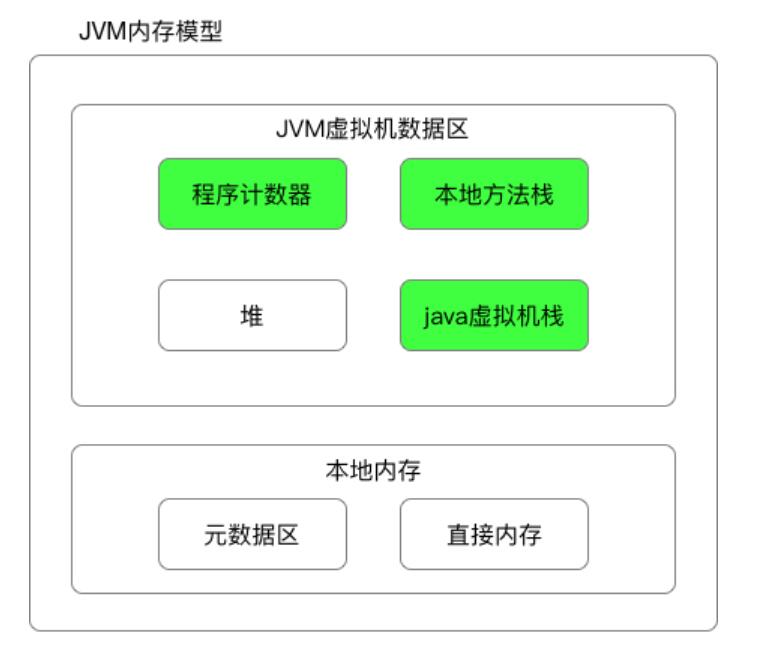 JVM内存模型
JVM虚拟机数据区
程序计数器
本地方法栈
堆
java虚拟机栈
本地内存
元数据区
直接内存